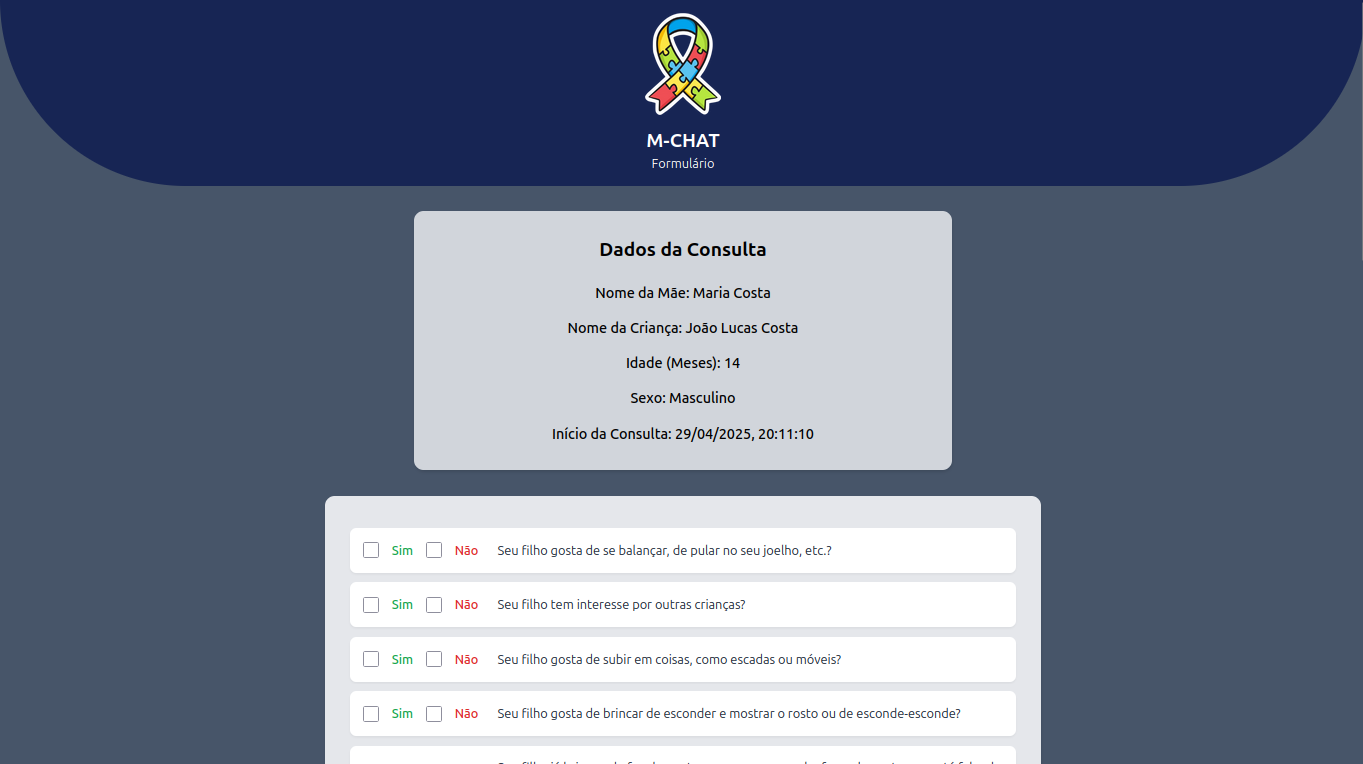 M-CHAT
Formulário
Dados da Consulta
Nome da Mãe: Maria Costa
Nome da Criança: João Lucas Costa
Idade (Meses): 14
Sexo: Masculino
Início da Consulta: 29/04/2025, 20:11:10
Sim Não Seu filho gosta de se balançar, de pular no seu joelho, etc.?
Sim Não Seu filho tem interesse por outras crianças?
Sim Não Seu filho gosta de subir em coisas, como escadas ou móveis?
Sim Não Seu filho gosta de brincar de esconder e mostrar o rosto ou de esconde-esconde?